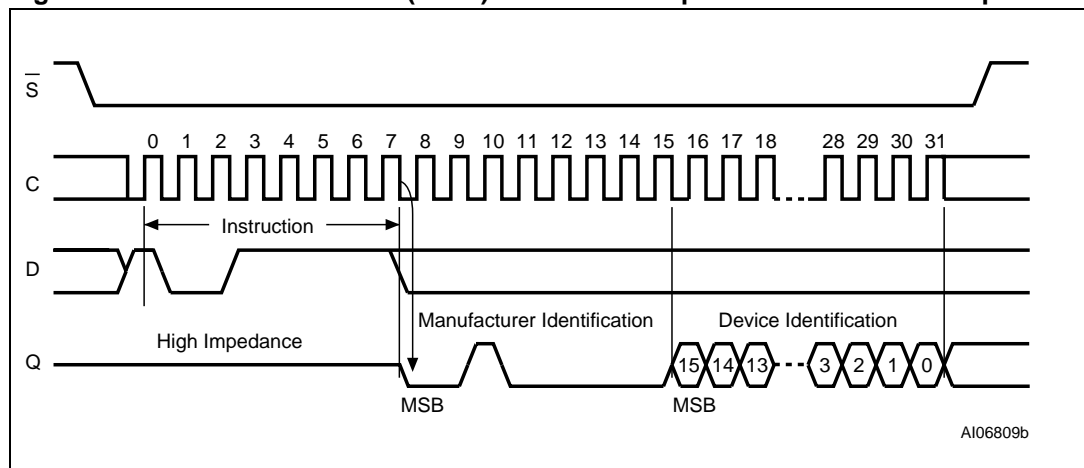 S
0 1 2 3 4 5 6 7 8 9 10 11 12 13 14 15 16 17 18 28 29 30 31
C
Instruction
D
High Impedance
Manufacturer Identification
Device Identification
Q
15 14 13 3 2 1 0
MSB
MSB
AI06809b